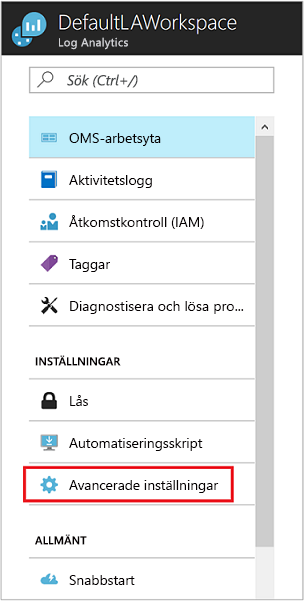 DefaultLAWorkspace
Log Analytics
Sök (Ctrl+/)
OMS-arbetsyta
Aktivitetslogg
Åtkomstkontroll (IAM)
Taggar
Diagnostisera och lösa pro...
INSTÄLLNINGAR
Lås
Automatiseringsskript
Avancerade inställningar
ALLMÄNT
Snabbstart